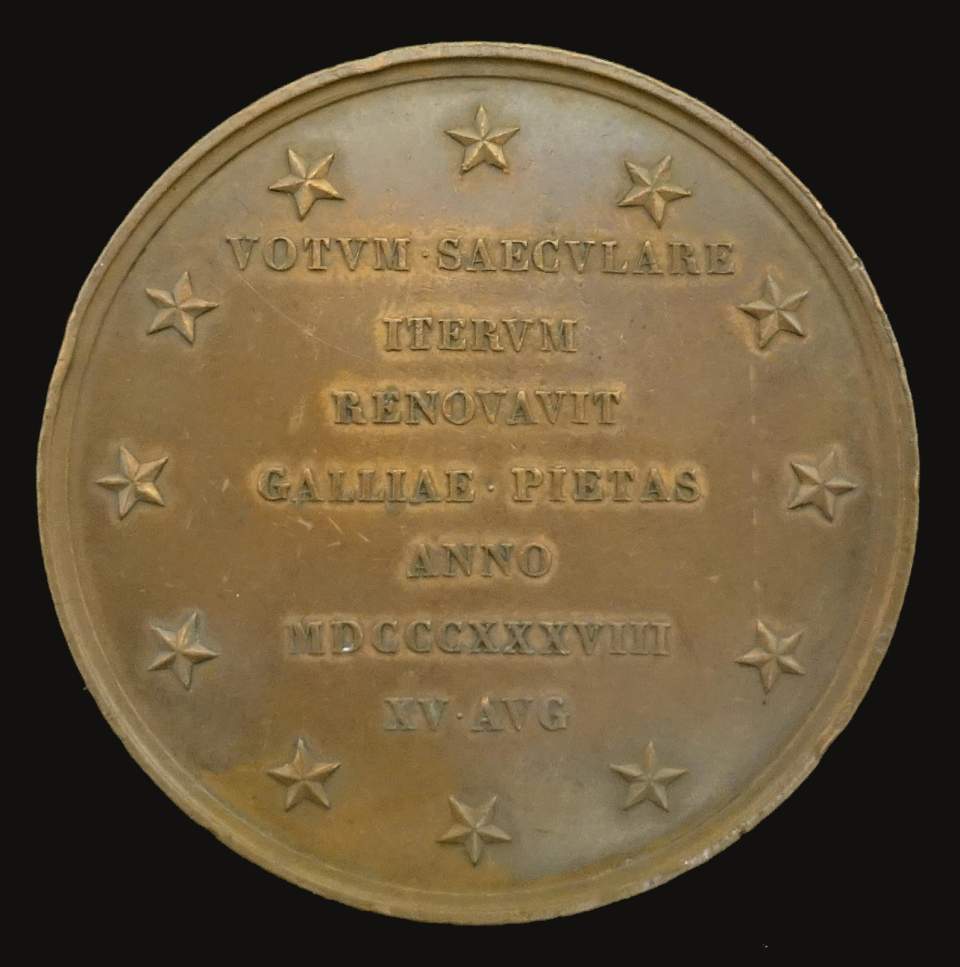 VOTVM · SAECVLARE
ITERVM
RENOVAVIT
GALLIAE · PIETAS
ANNO
MDCCCXXXVIII
XV · AVG